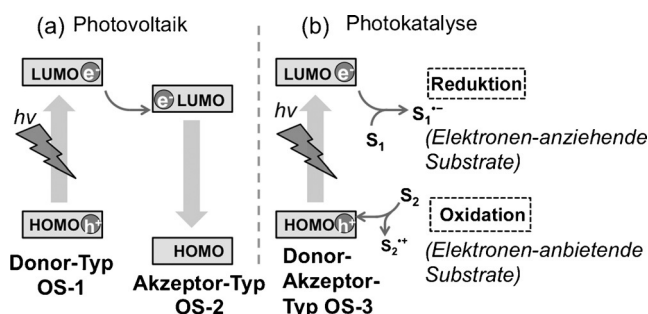 (a) Photovoltaik
LUMO e⁻
e⁻ LUMO
hν
HOMO h⁺
HOMO
Donor-Typ
OS-1
Akzeptor-Typ
OS-2
(b) Photokatalyse
LUMO e⁻
hν
S₁
S₁•−
Reduktion
(Elektronen-anziehende
Substrate)
HOMO h⁺
S₂
S₂•+
Oxidation
(Elektronen-anbietende
Substrate)
Donor-
Akzeptor-
Typ OS-3